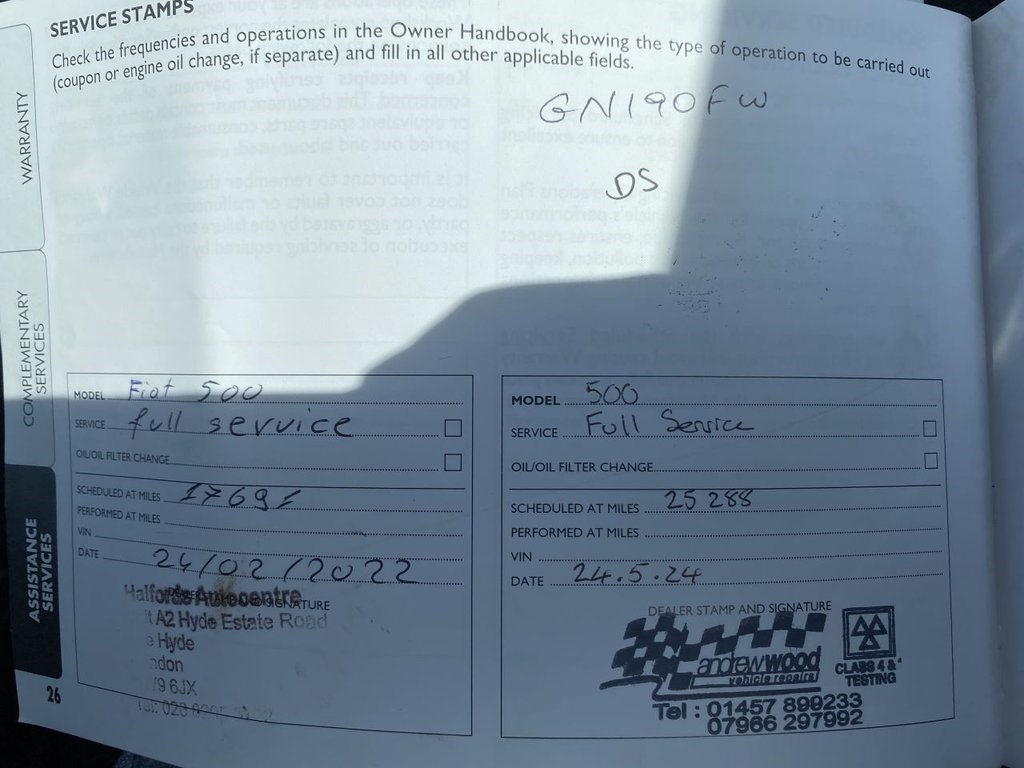 SERVICE STAMPS
Check the frequencies and operations in the Owner Handbook, showing the type of operation to be carried out
(coupon or engine oil change, if separate) and fill in all other applicable fields.
GN190FW
DS
WARRANTY
COMPLEMENTARY
SERVICES
ASSISTANCE
SERVICES
MODEL Fiat 500
SERVICE full service
OIL/OIL FILTER CHANGE
SCHEDULED AT MILES 17691
PERFORMED AT MILES
VIN
DATE 24/02/2022
SIGNATURE
Halfords Autocentre
A2 Hyde Estate Road
Hyde
9 6JX
MODEL 500
SERVICE Full Service
OIL/OIL FILTER CHANGE
SCHEDULED AT MILES 25288
PERFORMED AT MILES
VIN
DATE 24.5.24
DEALER STAMP AND SIGNATURE
andrew wood
vehicle repairs
CLASS 4 &
TESTING
Tel : 01457 899233
07966 297992
26